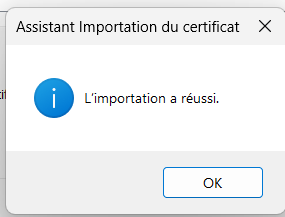 Assistant Importation du certificat
L'importation a réussi.
OK